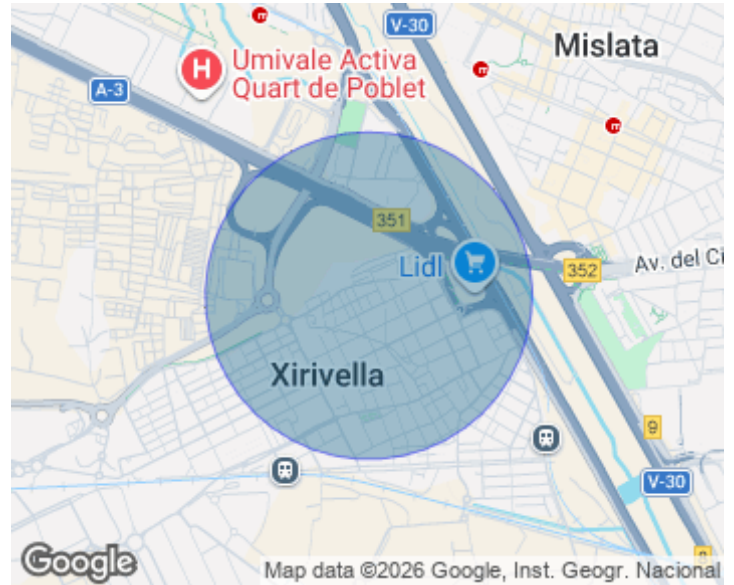 V-30
Mislata
H
Umivale Activa
Quart de Poblet
A-3
351
Lidl
352
Av. del Ci
Xirivella
9
V-30
Google
Map data ©2026 Google, Inst. Geogr. Nacional